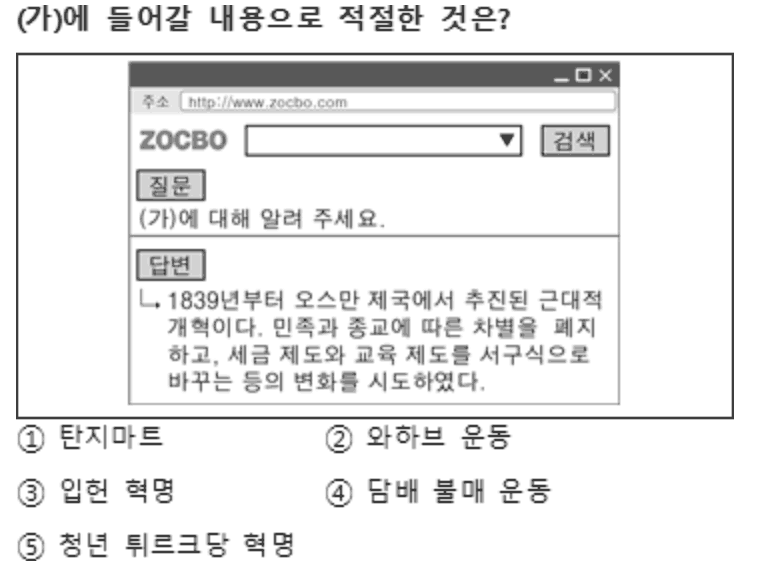 (가)에 들어갈 내용으로 적절한 것은?
주소 http://www.zocbo.com
ZOCBO ▼ 검색
질문
(가)에 대해 알려 주세요.
답변
1839년부터 오스만 제국에서 추진된 근대적
개혁이다. 민족과 종교에 따른 차별을 폐지
하고, 세금 제도와 교육 제도를 서구식으로
바꾸는 등의 변화를 시도하였다.
① 탄지마트 ② 와하브 운동
③ 입헌 혁명 ④ 담배 불매 운동
⑤ 청년 튀르크당 혁명